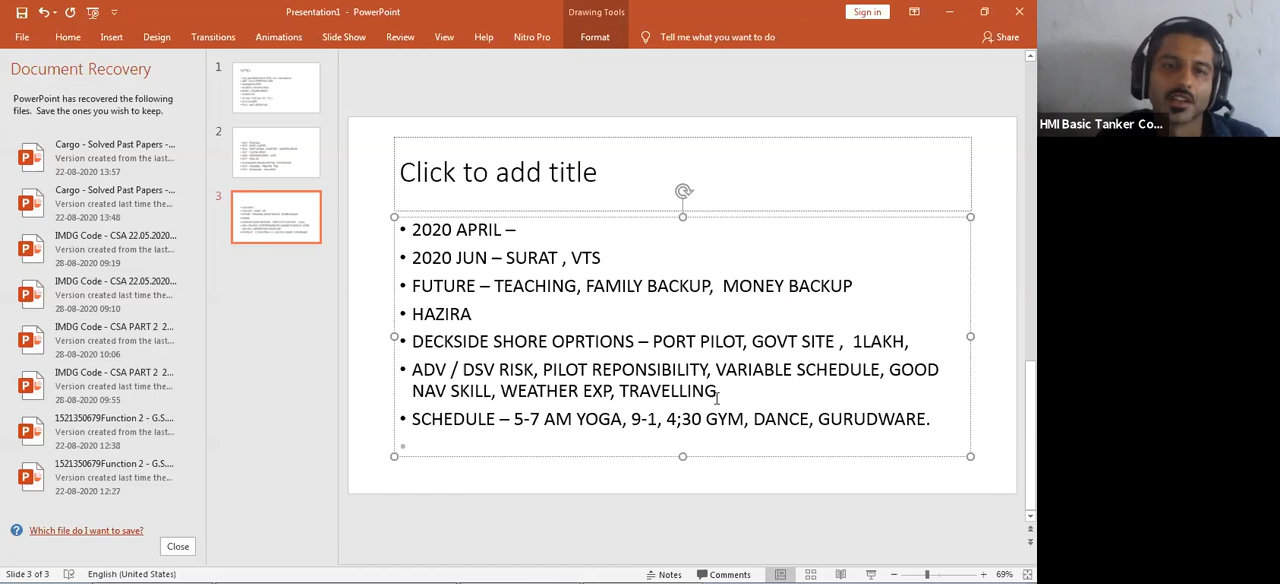 Presentation1 - PowerPoint
Drawing Tools
Sign in
File Home Insert Design Transitions Animations Slide Show Review View Help Nitro Pro Format Tell me what you want to do Share
Document Recovery
PowerPoint has recovered the following
files. Save the ones you wish to keep.
Cargo - Solved Past Papers -...
Version created from the last...
22-08-2020 13:57
Cargo - Solved Past Papers -...
Version created from the last...
22-08-2020 13:48
IMDG Code - CSA 22.05.2020...
Version created from the last...
28-08-2020 09:19
IMDG Code - CSA 22.05.2020...
Version created last time the...
28-08-2020 09:10
IMDG Code - CSA PART 2 2...
Version created from the last...
28-08-2020 10:06
IMDG Code - CSA PART 2 2...
Version created last time the...
28-08-2020 09:55
1521350679Function 2 - G.S....
Version created from the last...
22-08-2020 12:38
1521350679Function 2 - G.S....
Version created last time the...
22-08-2020 12:27
Which file do I want to save?
Close
1
2
3
Click to add title
• 2020 APRIL –
• 2020 JUN – SURAT , VTS
• FUTURE – TEACHING, FAMILY BACKUP, MONEY BACKUP
• HAZIRA
• DECKSIDE SHORE OPRTIONS – PORT PILOT, GOVT SITE , 1LAKH,
• ADV / DSV RISK, PILOT REPONSIBILITY, VARIABLE SCHEDULE, GOOD
NAV SKILL, WEATHER EXP, TRAVELLING
• SCHEDULE – 5-7 AM YOGA, 9-1, 4;30 GYM, DANCE, GURUDWARE.
HMI Basic Tanker Co...
Slide 3 of 3 English (United States) Notes Comments 69%